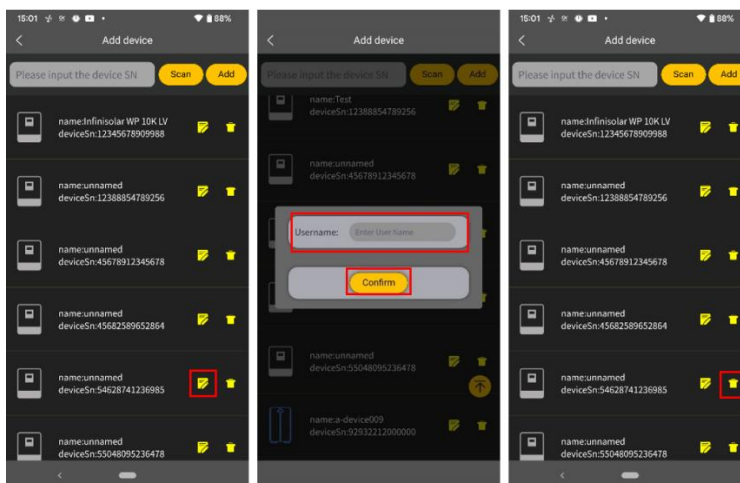 15:01
88%
Add device
Please input the device SN
Scan
Add
name:Infinisolar WP 10K LV
deviceSn:12345678909988
name:unnamed
deviceSn:12388854789256
name:unnamed
deviceSn:45678912345678
name:unnamed
deviceSn:45682589652864
name:unnamed
deviceSn:54628741236985
name:unnamed
deviceSn:55048095236478
Add device
Please input the device SN
Scan
Add
name:Test
deviceSn:12388854789256
name:unnamed
deviceSn:45678912345678
Username:
Enter User Name
Confirm
name:unnamed
deviceSn:55048095236478
name:a-device009
deviceSn:92932212000000
15:01
88%
Add device
Please input the device SN
Scan
Add
name:Infinisolar WP 10K LV
deviceSn:12345678909988
name:unnamed
deviceSn:12388854789256
name:unnamed
deviceSn:45678912345678
name:unnamed
deviceSn:45682589652864
name:unnamed
deviceSn:54628741236985
name:unnamed
deviceSn:55048095236478